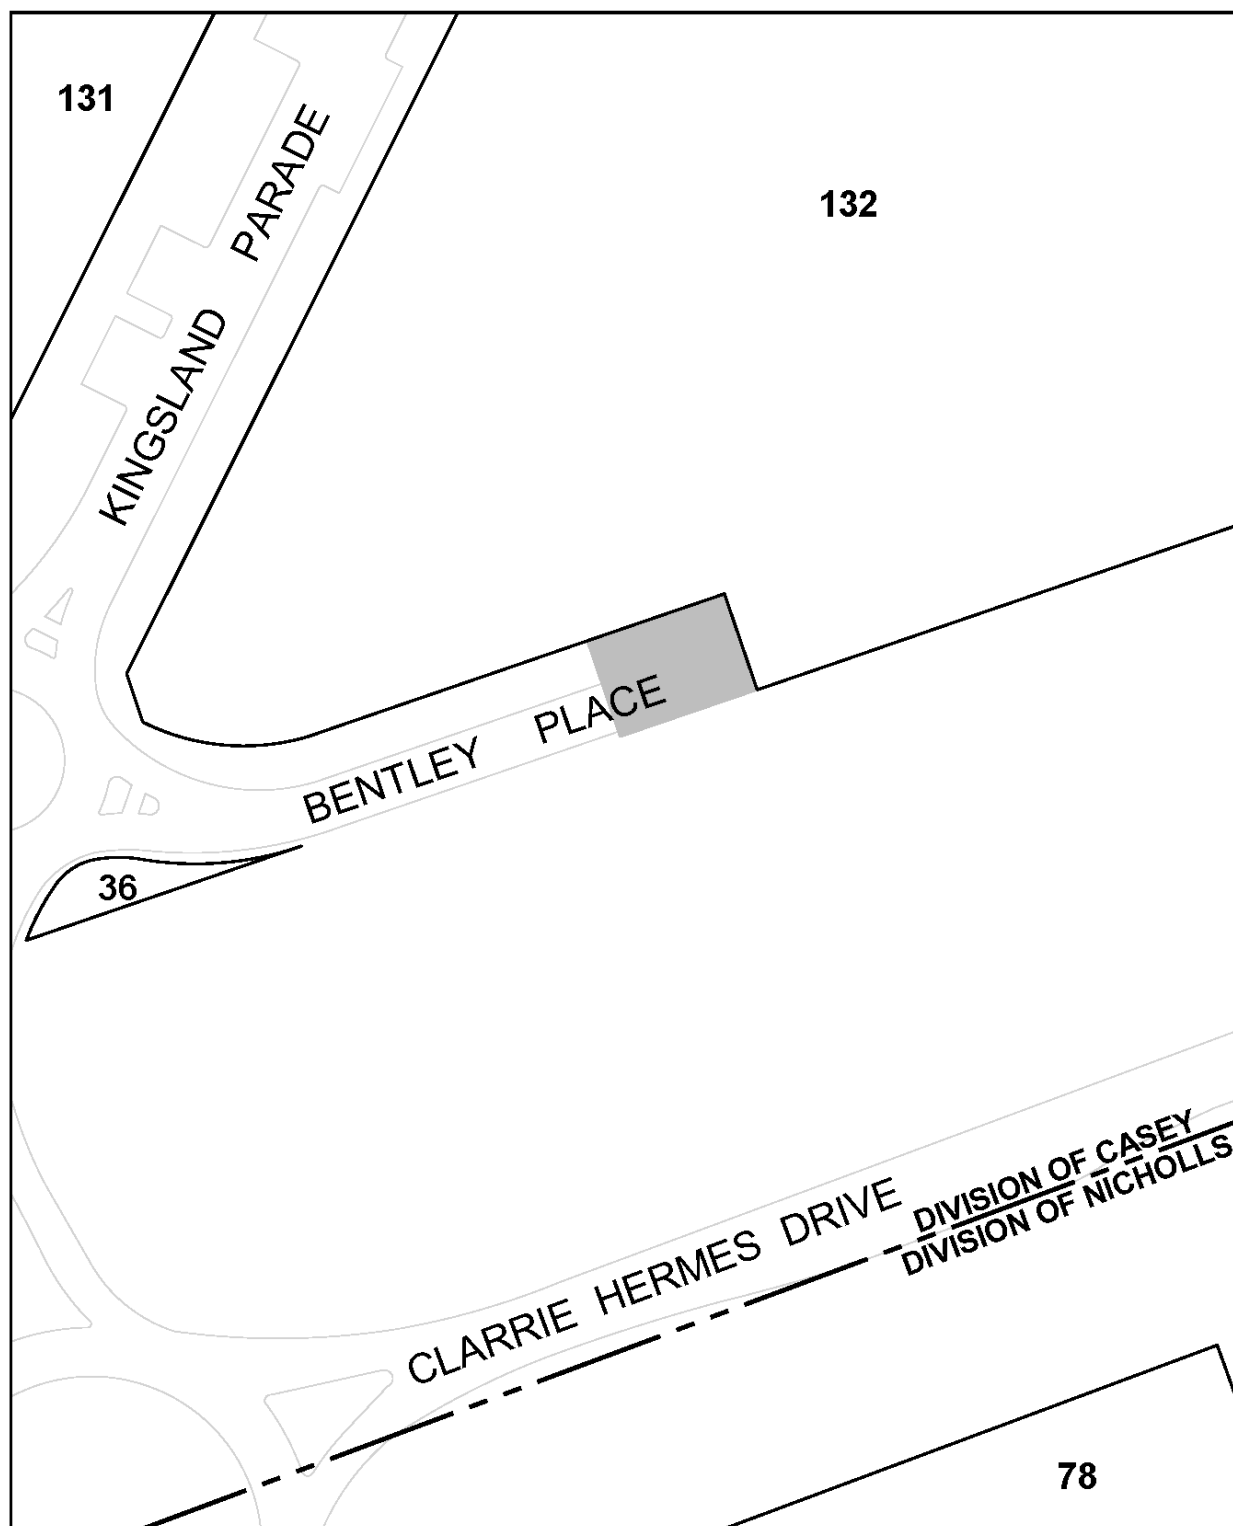 131
132
KINGSLAND PARADE
BENTLEY PLACE
36
CLARRIE HERMES DRIVE
DIVISION OF CASEY
DIVISION OF NICHOLLS
78